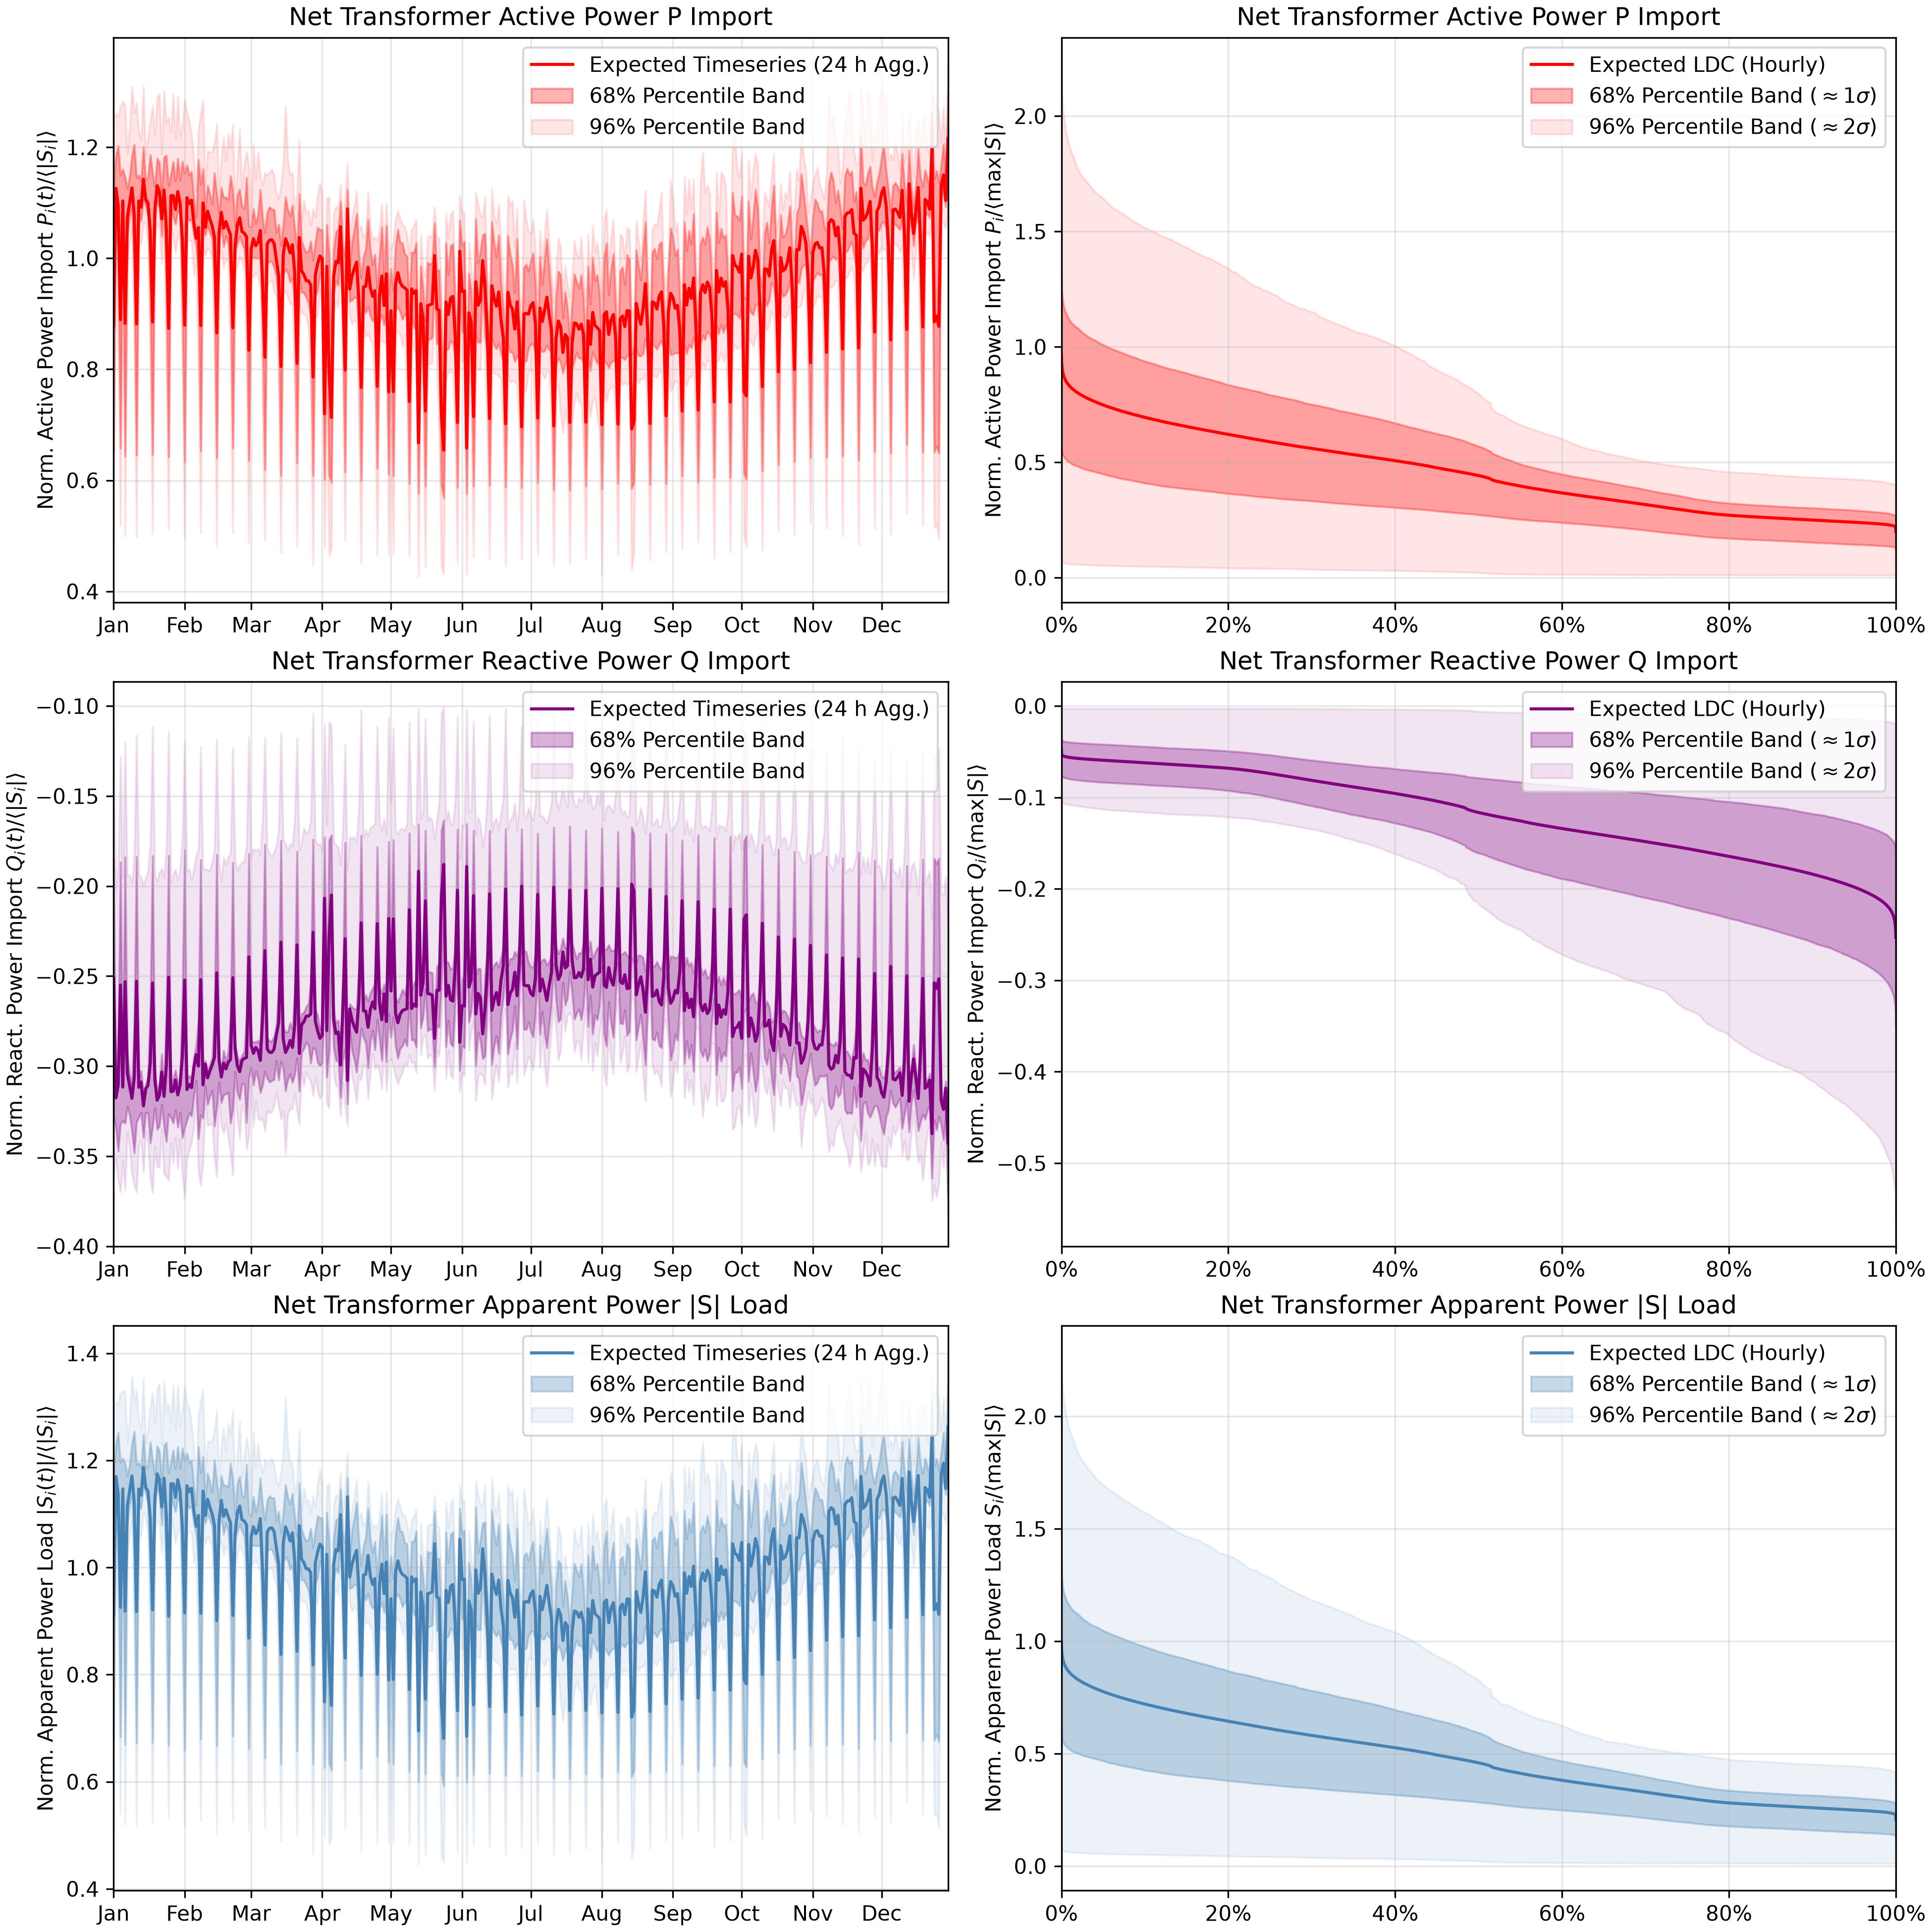 Net Transformer Active Power P Import
Norm. Active Power Import P_i(t)/⟨|S_i|⟩
Expected Timeseries (24 h Agg.)
68% Percentile Band
96% Percentile Band
1.2
1.0
0.8
0.6
0.4
Jan Feb Mar Apr May Jun Jul Aug Sep Oct Nov Dec
Net Transformer Active Power P Import
Norm. Active Power Import P_i/⟨max|S|⟩
Expected LDC (Hourly)
68% Percentile Band (≈1σ)
96% Percentile Band (≈2σ)
2.0
1.5
1.0
0.5
0.0
0% 20% 40% 60% 80% 100%
Net Transformer Reactive Power Q Import
Norm. React. Power Import Q_i(t)/⟨|S_i|⟩
Expected Timeseries (24 h Agg.)
68% Percentile Band
96% Percentile Band
−0.10
−0.15
−0.20
−0.25
−0.30
−0.35
−0.40
Jan Feb Mar Apr May Jun Jul Aug Sep Oct Nov Dec
Net Transformer Reactive Power Q Import
Norm. React. Power Import Q_i/⟨max|S|⟩
Expected LDC (Hourly)
68% Percentile Band (≈1σ)
96% Percentile Band (≈2σ)
0.0
−0.1
−0.2
−0.3
−0.4
−0.5
0% 20% 40% 60% 80% 100%
Net Transformer Apparent Power |S| Load
Norm. Apparent Power Load |S_i(t)|/⟨|S_i|⟩
Expected Timeseries (24 h Agg.)
68% Percentile Band
96% Percentile Band
1.4
1.2
1.0
0.8
0.6
0.4
Jan Feb Mar Apr May Jun Jul Aug Sep Oct Nov Dec
Net Transformer Apparent Power |S| Load
Norm. Apparent Power Load S_i/⟨max|S|⟩
Expected LDC (Hourly)
68% Percentile Band (≈1σ)
96% Percentile Band (≈2σ)
2.0
1.5
1.0
0.5
0.0
0% 20% 40% 60% 80% 100%